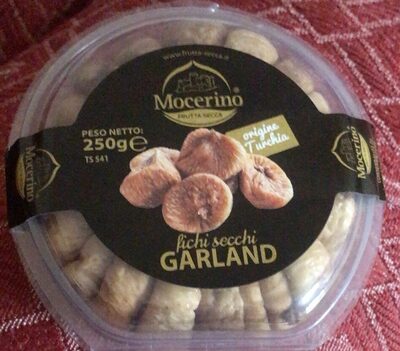 www.frutta-secca.it
Mocerino
FRUTTA SECCA
PESO NETTO:
250g℮
TS 541
origine
Turchia
fichi secchi
GARLAND
Mocerino
Mocerino